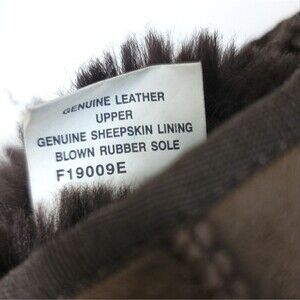 GENUINE LEATHER
UPPER
GENUINE SHEEPSKIN LINING
BLOWN RUBBER SOLE
F19009E